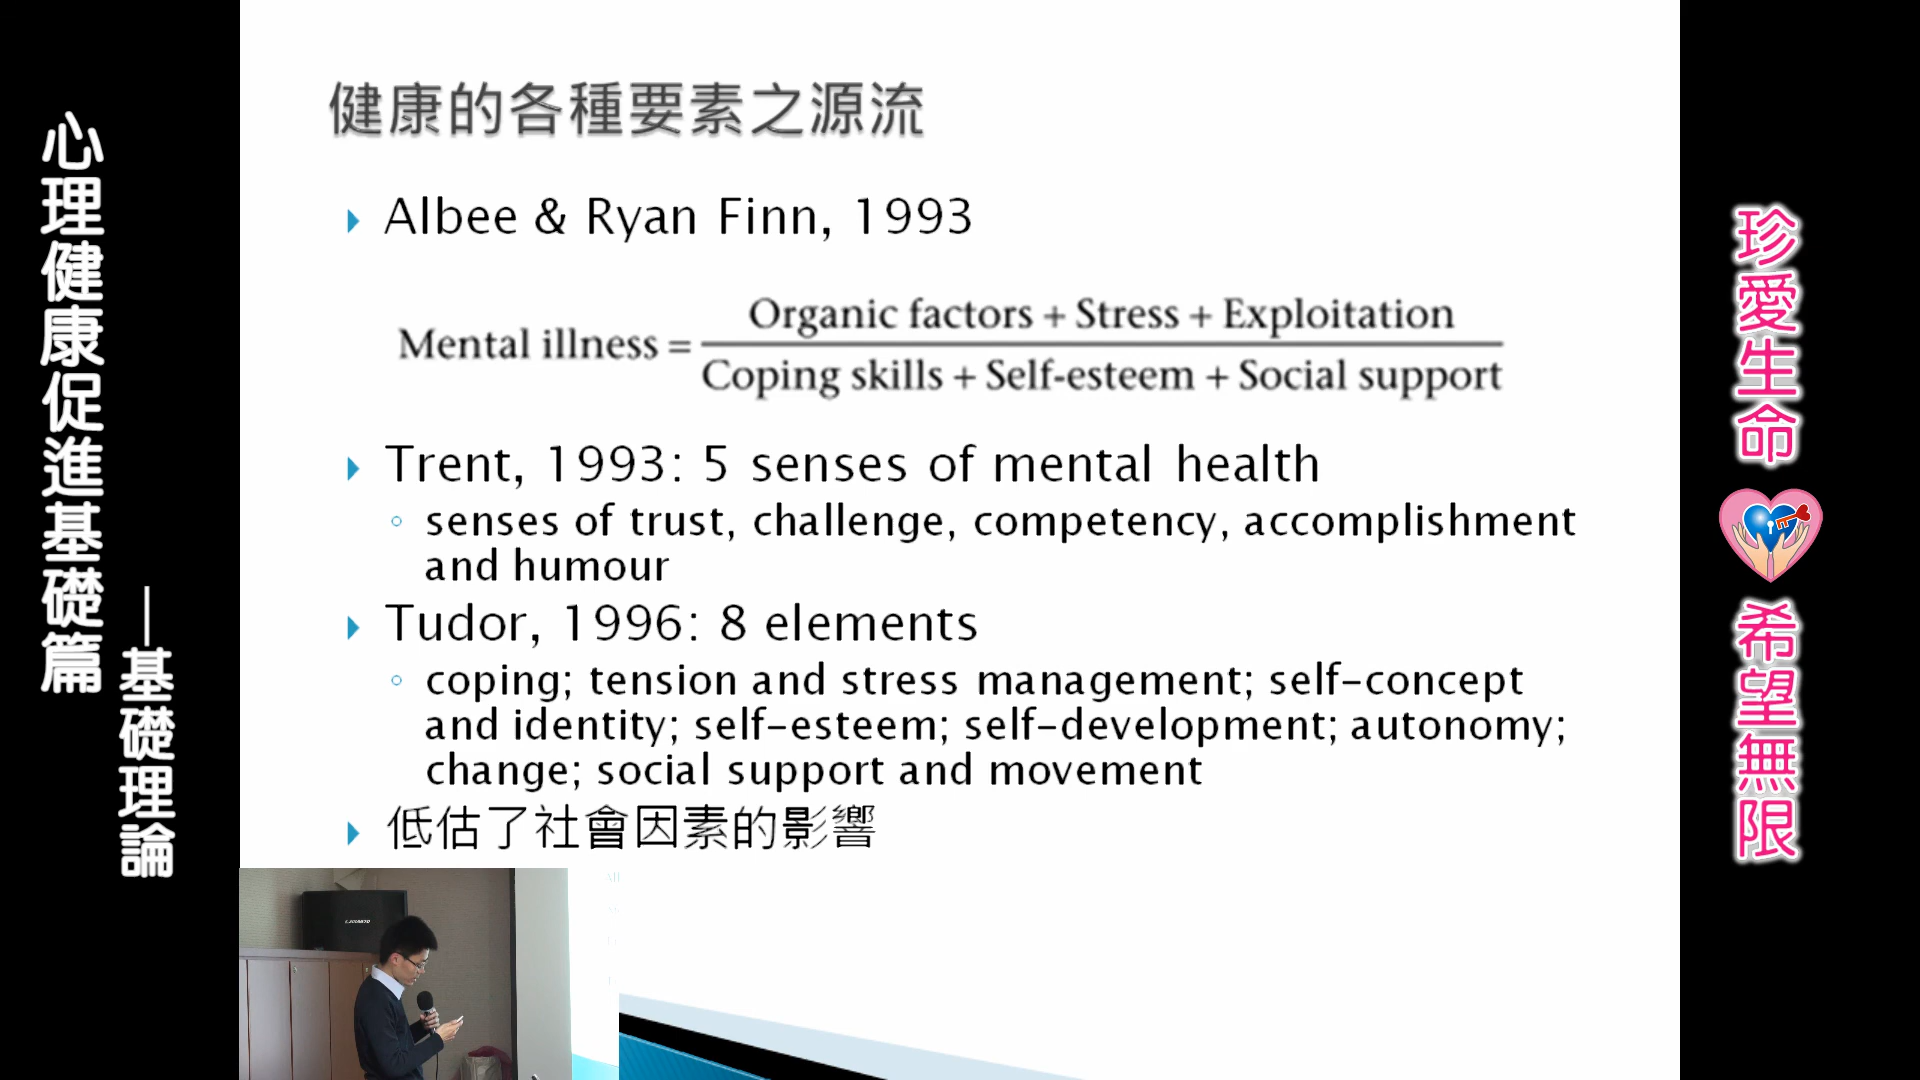 心理健康促進基礎篇
—基礎理論
健康的各種要素之源流
Albee & Ryan Finn, 1993
Mental illness = Organic factors + Stress + Exploitation
Coping skills + Self-esteem + Social support
Trent, 1993: 5 senses of mental health
senses of trust, challenge, competency, accomplishment
and humour
Tudor, 1996: 8 elements
coping; tension and stress management; self-concept
and identity; self-esteem; self-development; autonomy;
change; social support and movement
低估了社會因素的影響
珍愛生命
希望無限